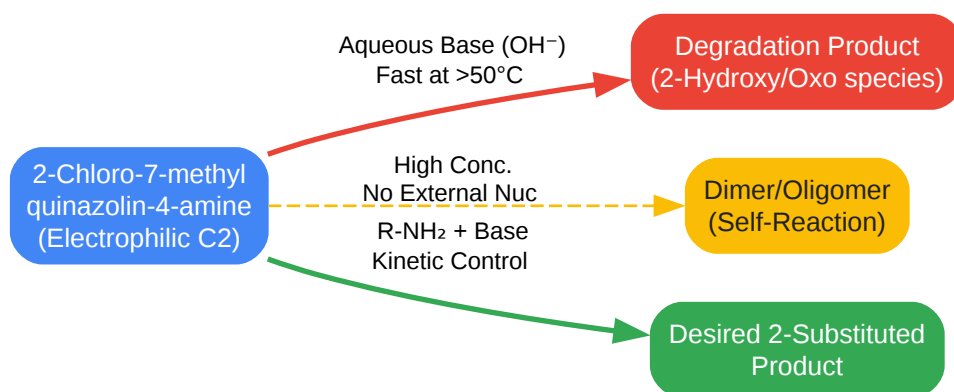 2-Chloro-7-methyl
quinazolin-4-amine
(Electrophilic C2)
Aqueous Base (OH⁻)
Fast at >50°C
Degradation Product
(2-Hydroxy/Oxo species)
High Conc.
No External Nuc
Dimer/Oligomer
(Self-Reaction)
R-NH₂ + Base
Kinetic Control
Desired 2-Substituted
Product